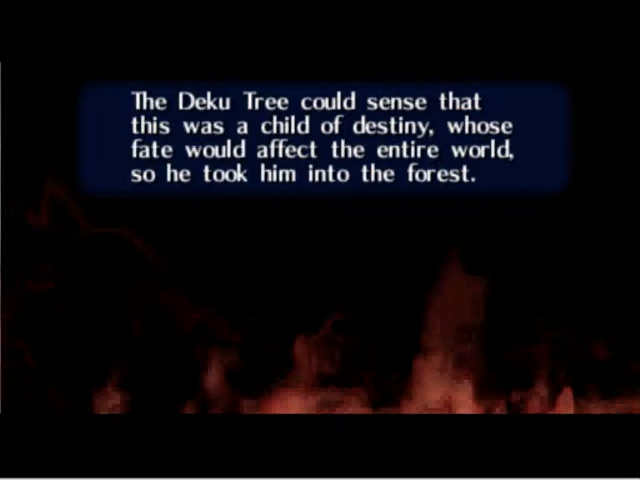 The Deku Tree could sense that
this was a child of destiny, whose
fate would affect the entire world,
so he took him into the forest.